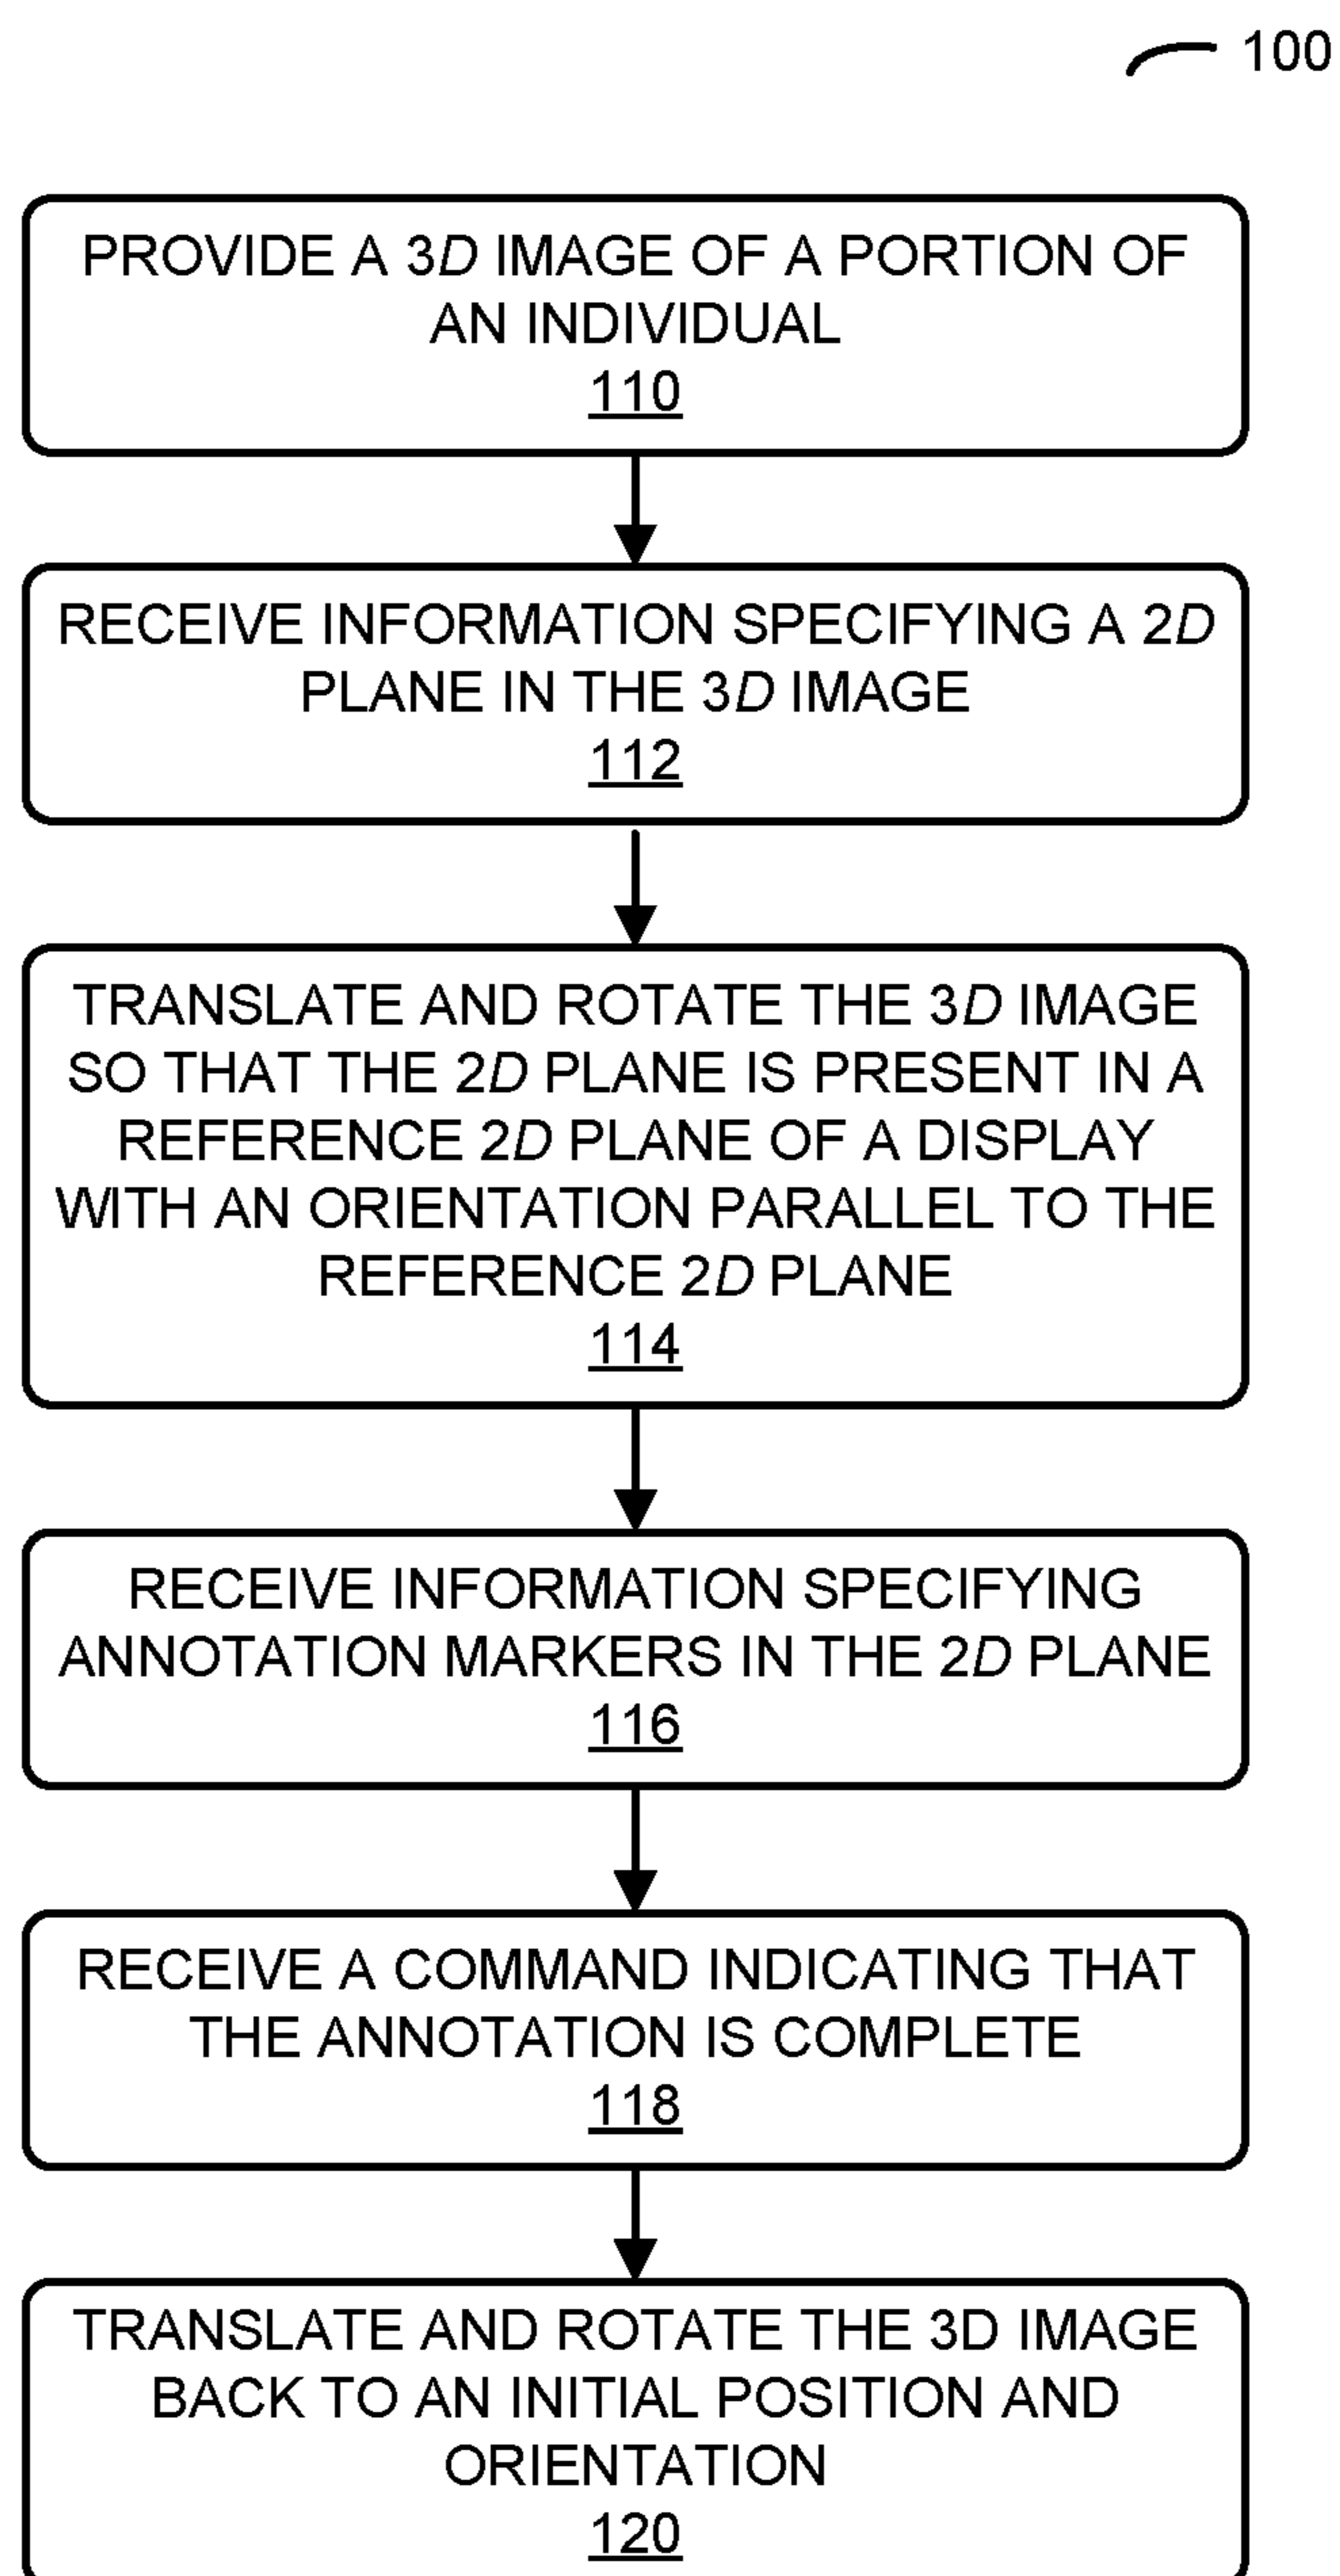 100
PROVIDE A 3D IMAGE OF A PORTION OF
AN INDIVIDUAL
110
RECEIVE INFORMATION SPECIFYING A 2D
PLANE IN THE 3D IMAGE
112
TRANSLATE AND ROTATE THE 3D IMAGE
SO THAT THE 2D PLANE IS PRESENT IN A
REFERENCE 2D PLANE OF A DISPLAY
WITH AN ORIENTATION PARALLEL TO THE
REFERENCE 2D PLANE
114
RECEIVE INFORMATION SPECIFYING
ANNOTATION MARKERS IN THE 2D PLANE
116
RECEIVE A COMMAND INDICATING THAT
THE ANNOTATION IS COMPLETE
118
TRANSLATE AND ROTATE THE 3D IMAGE
BACK TO AN INITIAL POSITION AND
ORIENTATION
120